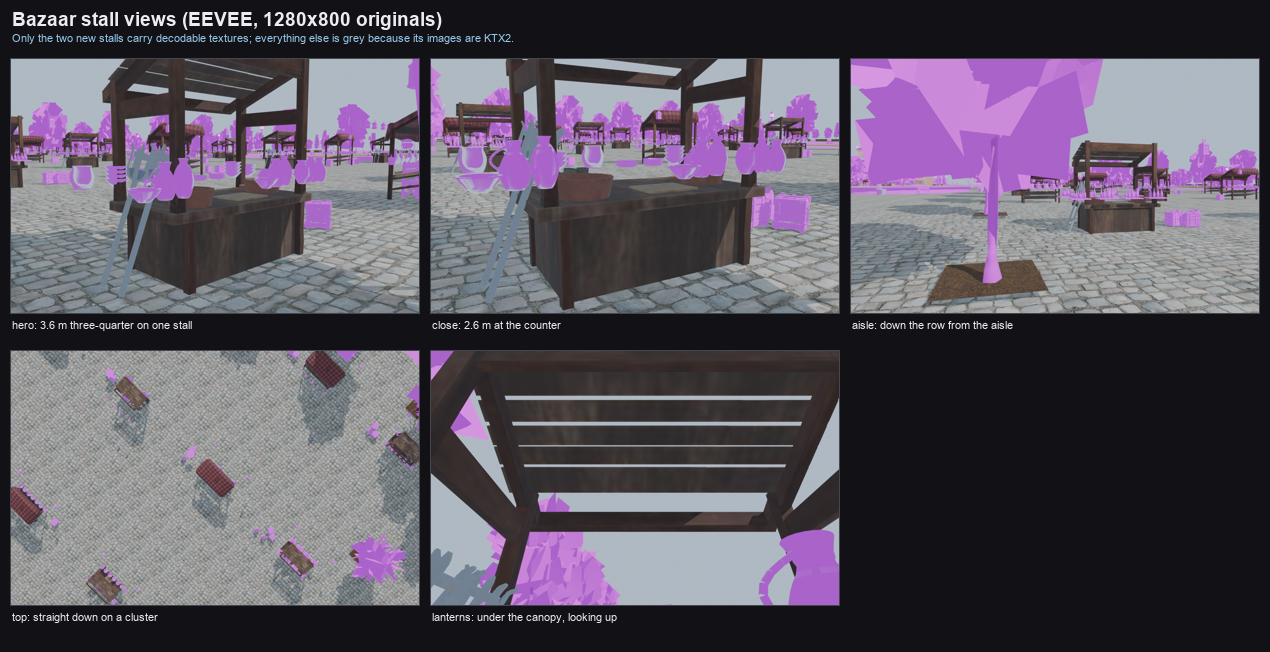 Bazaar stall views (EEVEE, 1280x800 originals)
Only the two new stalls carry decodable textures; everything else is grey because its images are KTX2.
hero: 3.6 m three-quarter on one stall
close: 2.6 m at the counter
aisle: down the row from the aisle
top: straight down on a cluster
lanterns: under the canopy, looking up